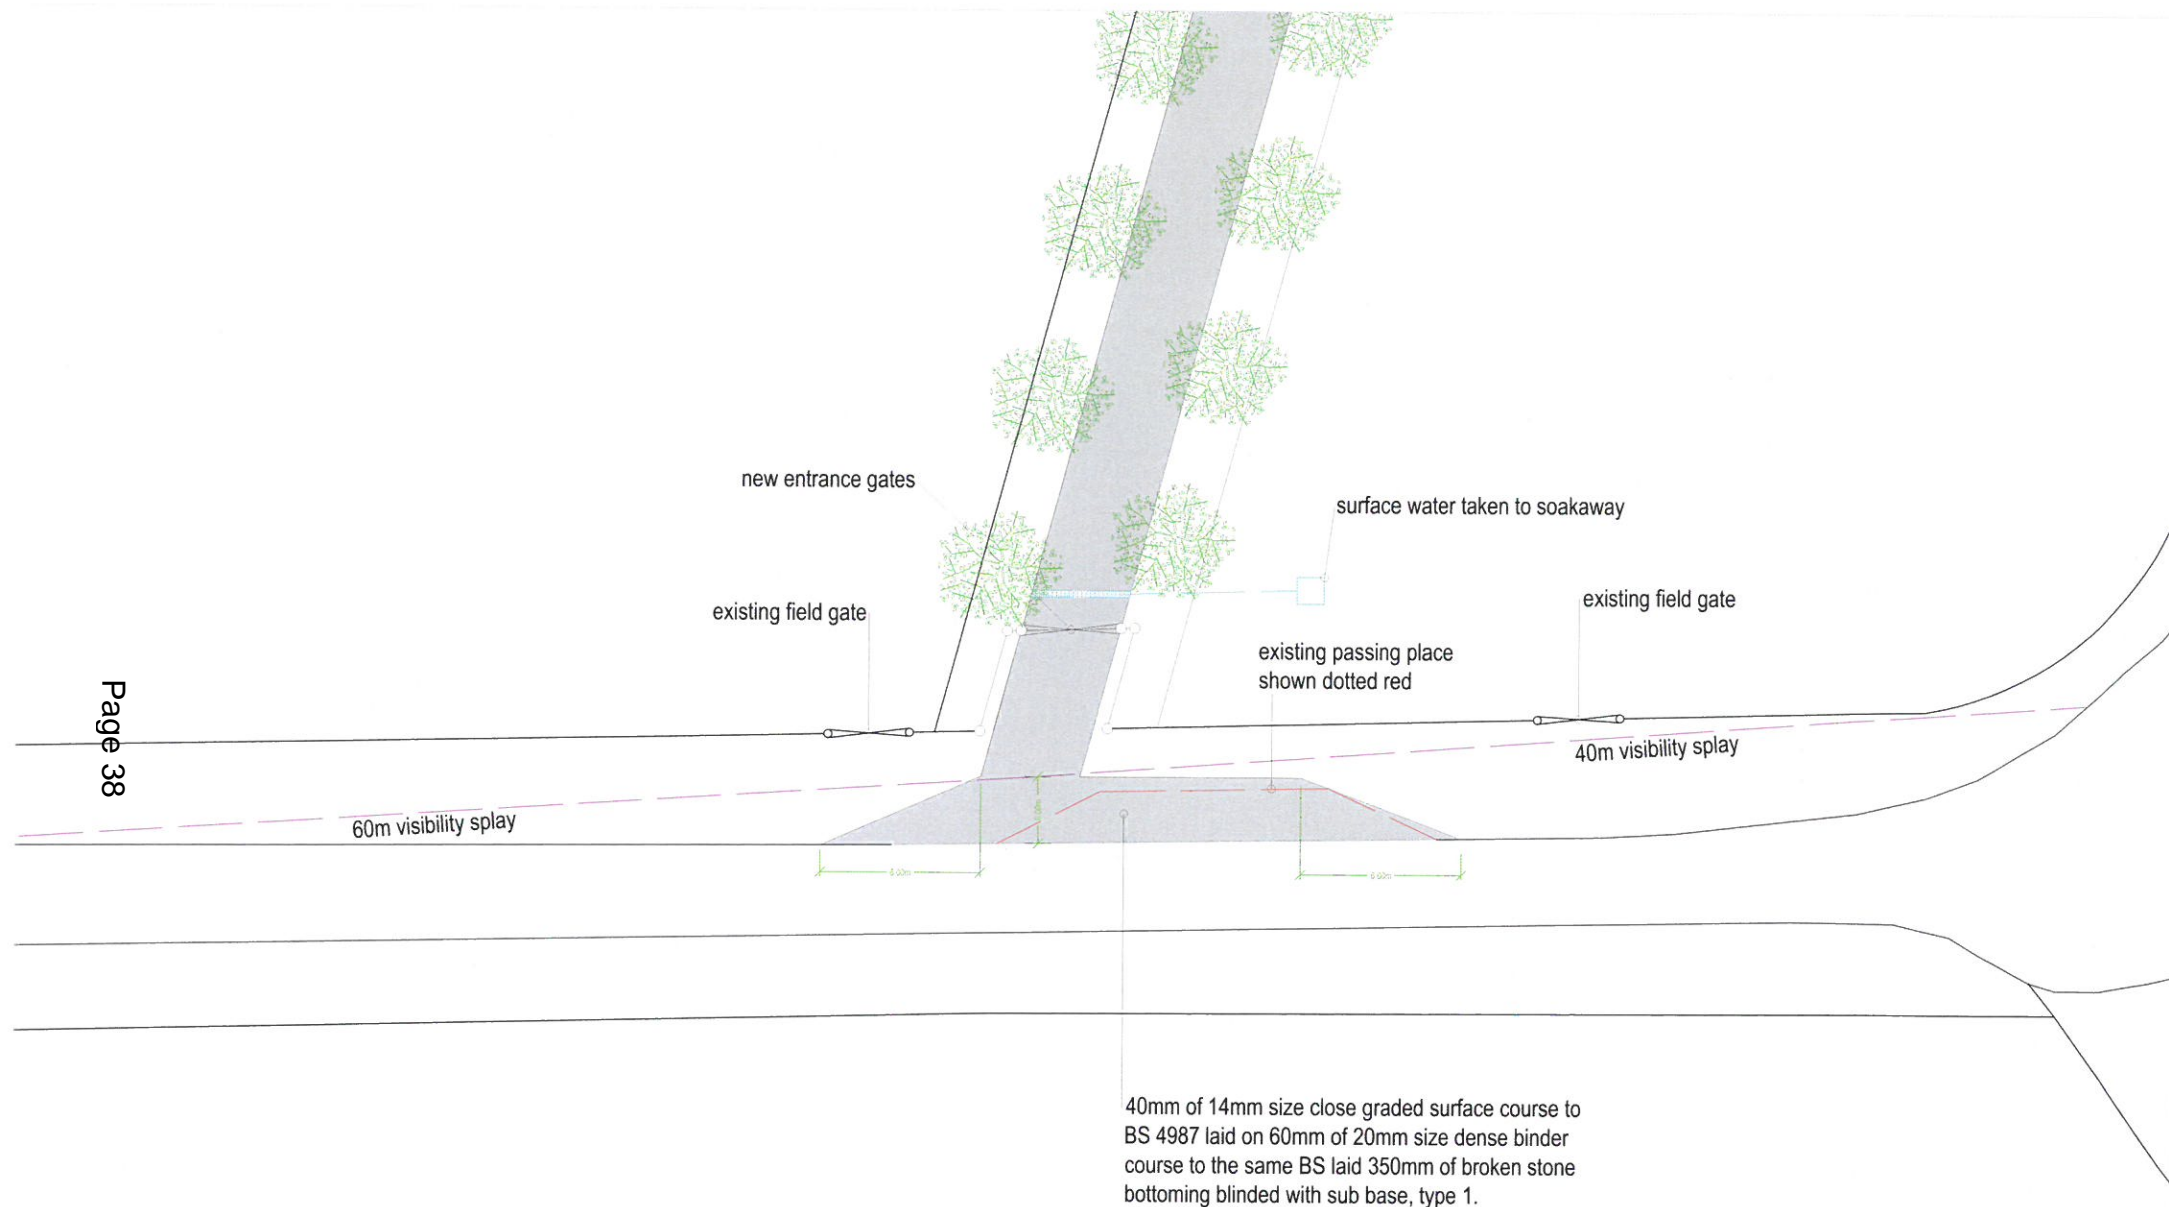 new entrance gates
surface water taken to soakaway
existing field gate
existing field gate
existing passing place
shown dotted red
Page 38
40m visibility splay
60m visibility splay
40mm of 14mm size close graded surface course to
BS 4987 laid on 60mm of 20mm size dense binder
course to the same BS laid 350mm of broken stone
bottoming blinded with sub base, type 1.